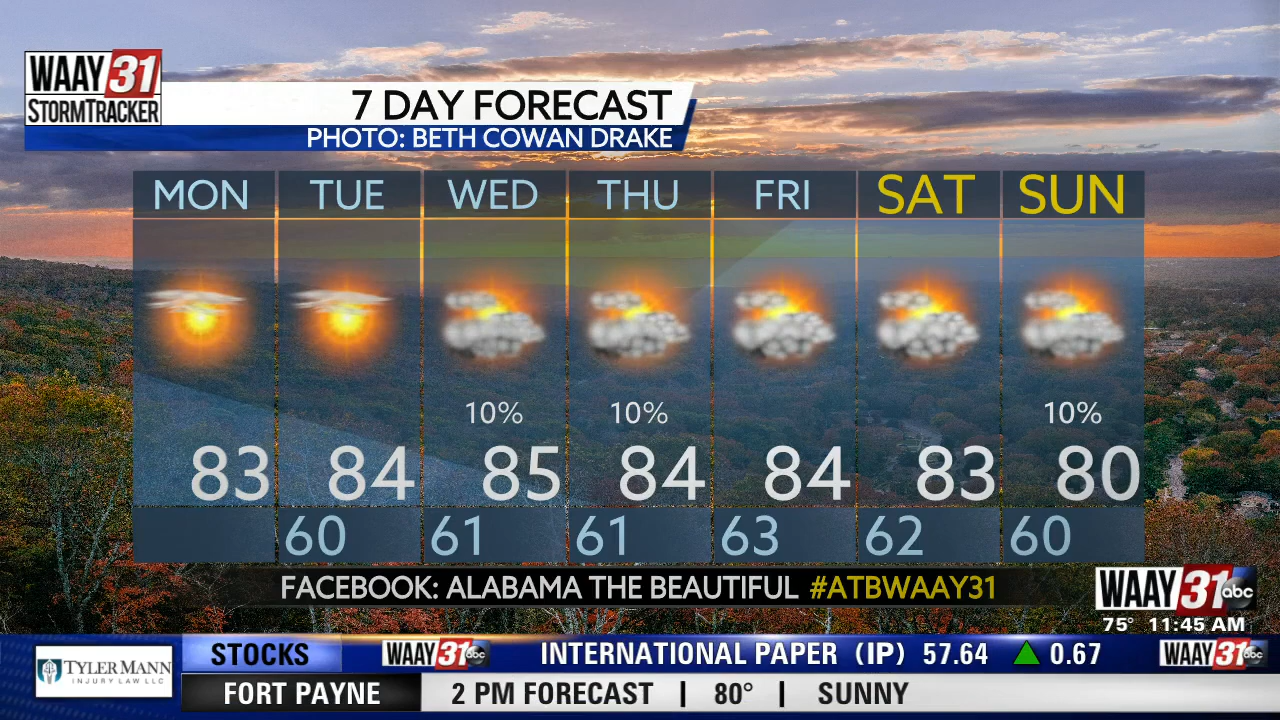 WAAY 31
STORMTRACKER
7 DAY FORECAST
PHOTO: BETH COWAN DRAKE
MON TUE WED THU FRI SAT SUN
10% 10% 10%
83 84 85 84 84 83 80
60 61 61 63 62 60
FACEBOOK: ALABAMA THE BEAUTIFUL #ATBWAAY31
WAAY 31 abc
75° 11:45 AM
TYLER MANN
INJURY LAW LLC
STOCKS WAAY 31 abc INTERNATIONAL PAPER (IP) 57.64 ▲ 0.67 WAAY 31 abc
FORT PAYNE 2 PM FORECAST | 80° | SUNNY